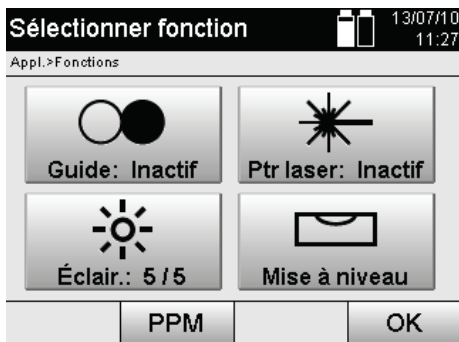 Sélectionner fonction
13/07/10
11:27
Appl.>Fonctions
Guide: Inactif
Ptr laser: Inactif
Éclair.: 5/5
Mise à niveau
PPM
OK